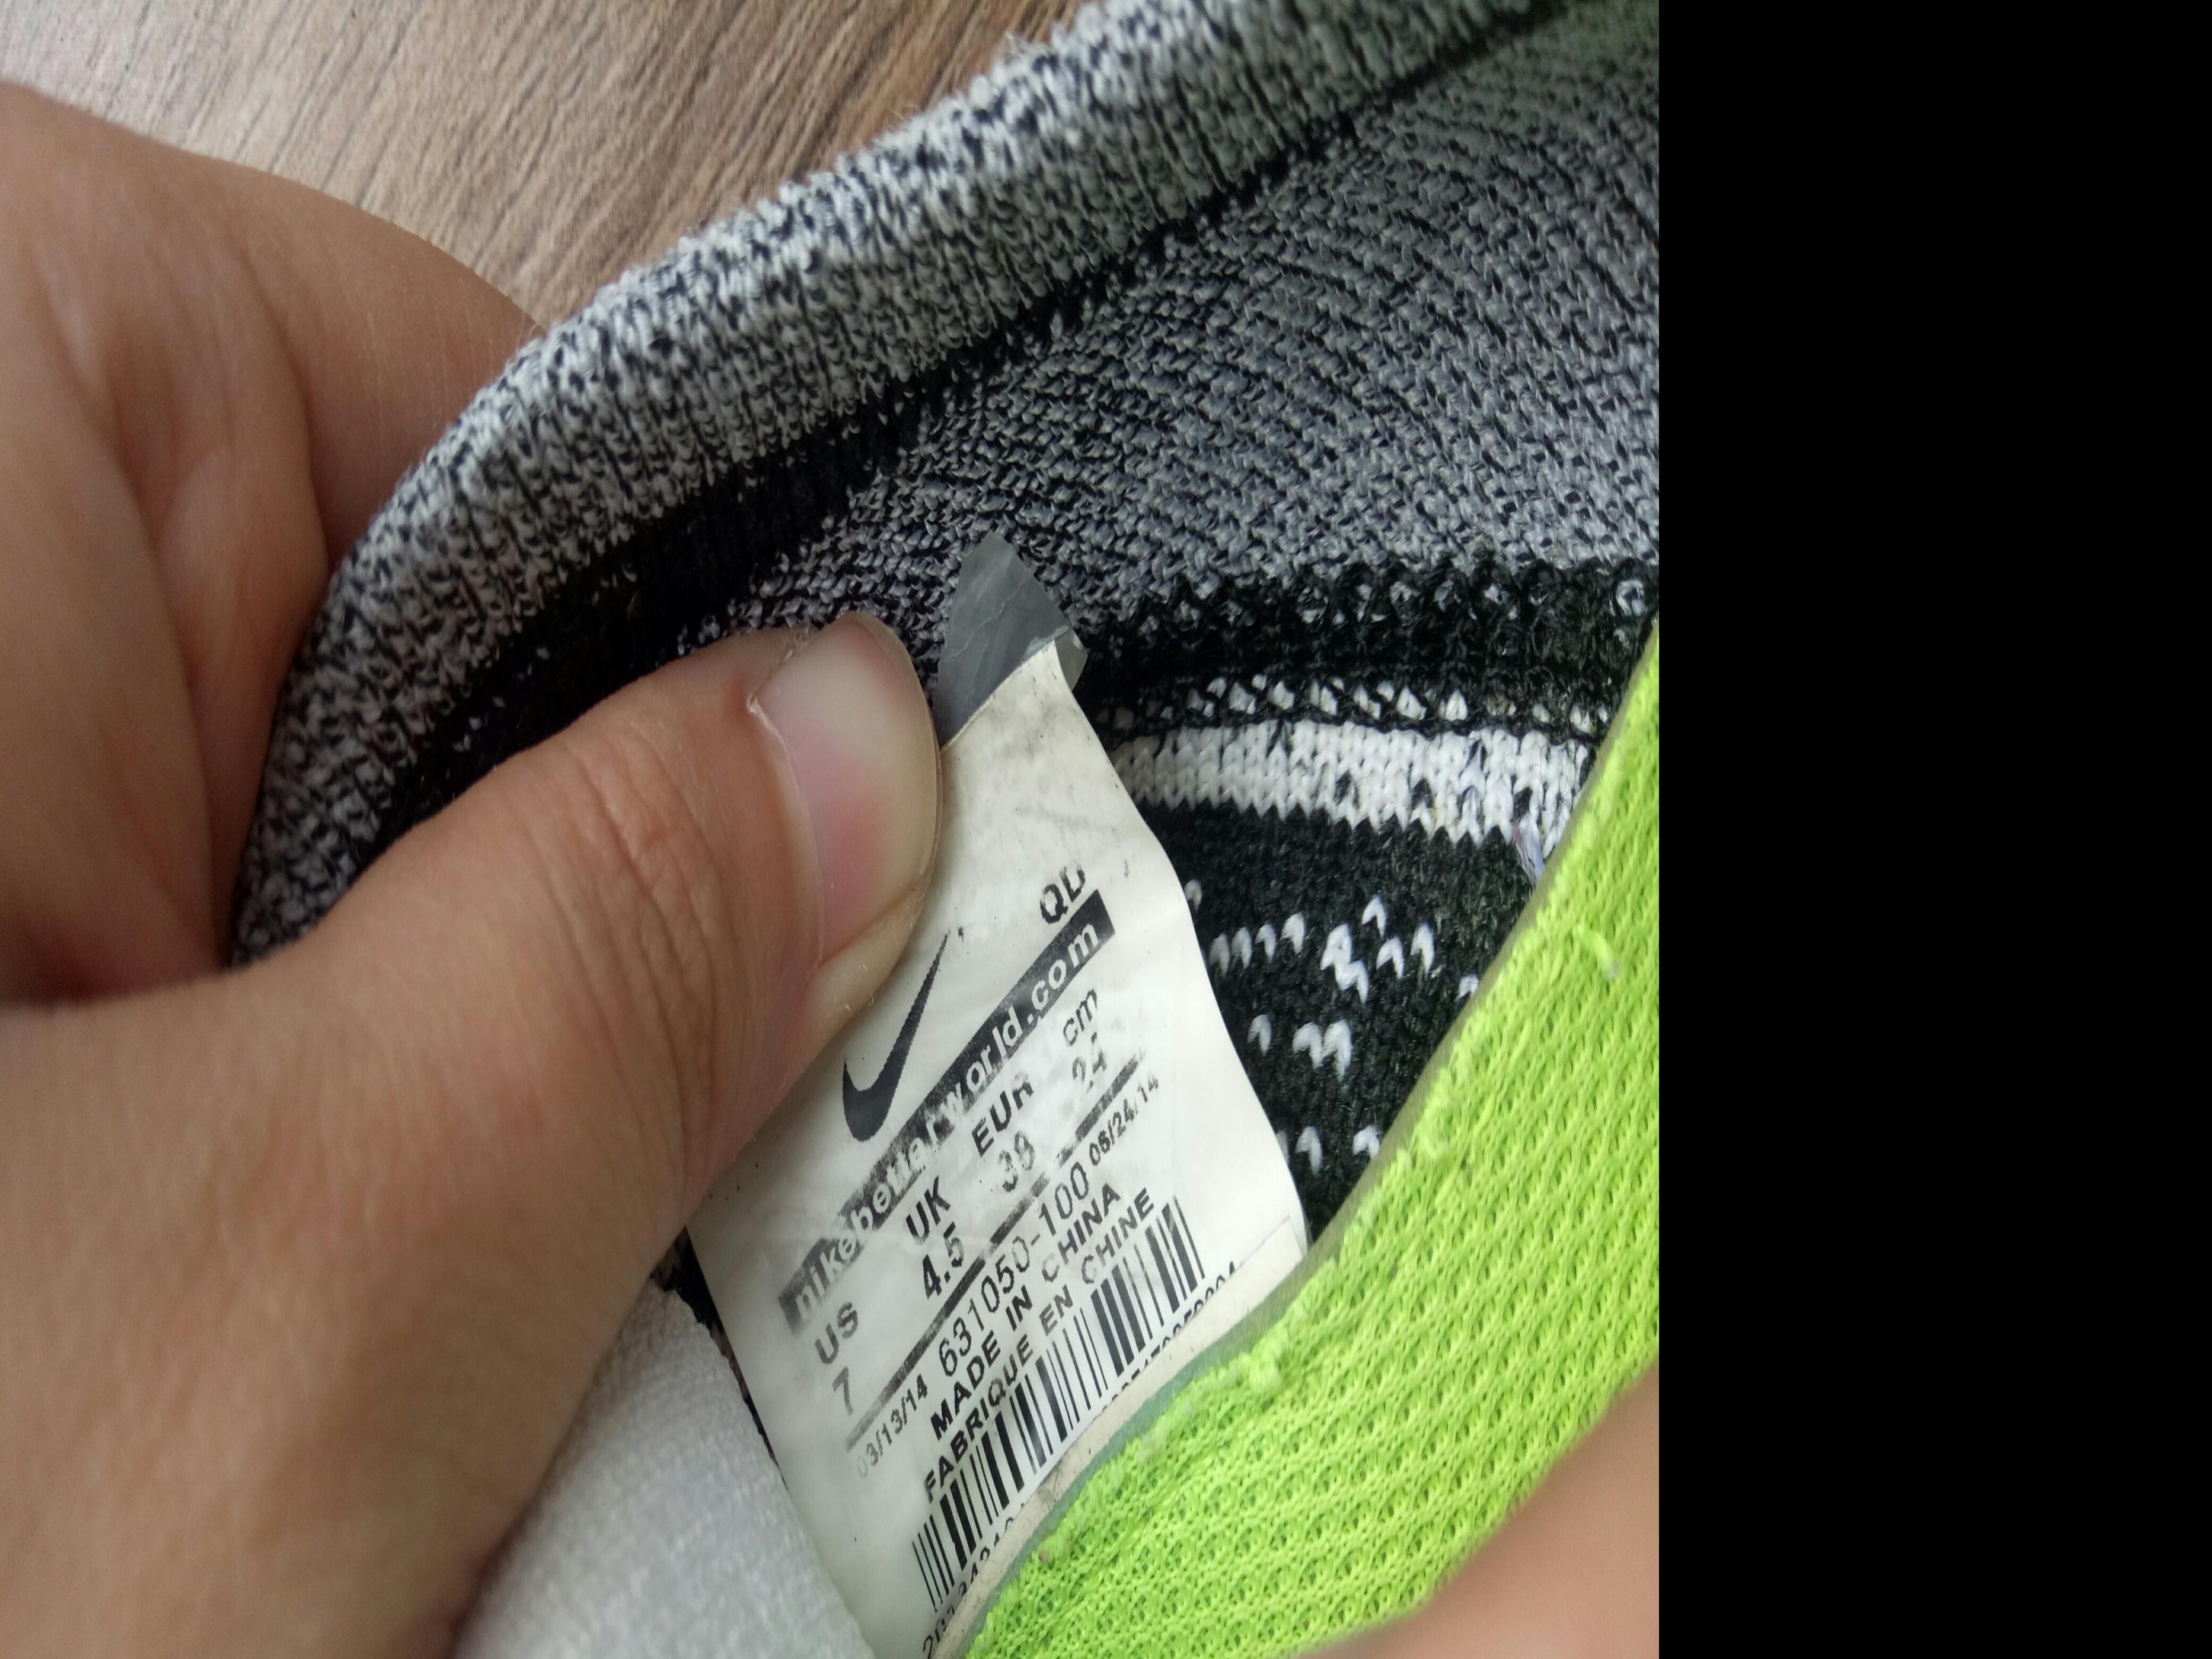 QD
nikebetterworld.com
US UK EUR cm
7 4.5 38 24
03/13/14 631050-100 06/24/14
MADE IN CHINA
FABRIQUE EN CHINE